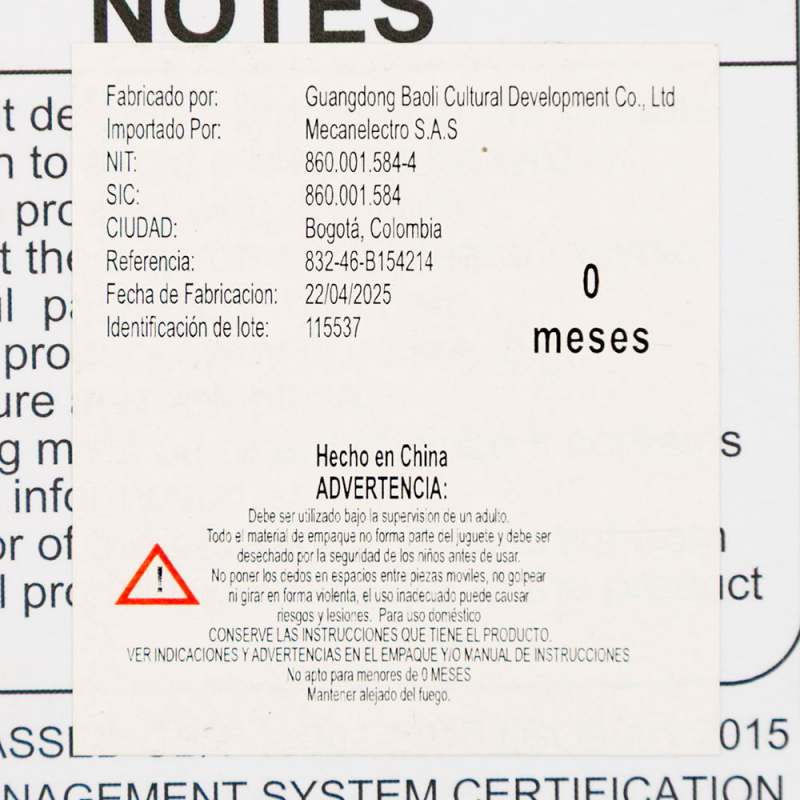 NOTES
Fabricado por: Guangdong Baoli Cultural Development Co., Ltd
Importado Por: Mecanelectro S.A.S
NIT: 860.001.584-4
SIC: 860.001.584
CIUDAD: Bogotá, Colombia
Referencia: 832-46-B154214
Fecha de Fabricacion: 22/04/2025
Identificación de lote: 115537
0
meses
Hecho en China
ADVERTENCIA:
Debe ser utilizado bajo la supervision de un adulto.
Todo el material de empaque no forma parte del juguete y debe ser
desechado por la seguridad de los niños antes de usar.
!
No poner los dedos en espacios entre piezas moviles, no golpear
ni girar en forma violenta, el uso inadecuado puede causar
riesgos y lesiones. Para uso doméstico
CONSERVE LAS INSTRUCCIONES QUE TIENE EL PRODUCTO.
VER INDICACIONES Y ADVERTENCIAS EN EL EMPAQUE Y/O MANUAL DE INSTRUCCIONES
No apto para menores de 0 MESES
Mantener alejado del fuego.
015
NAGEMENT SYSTEM CERTIFICATION